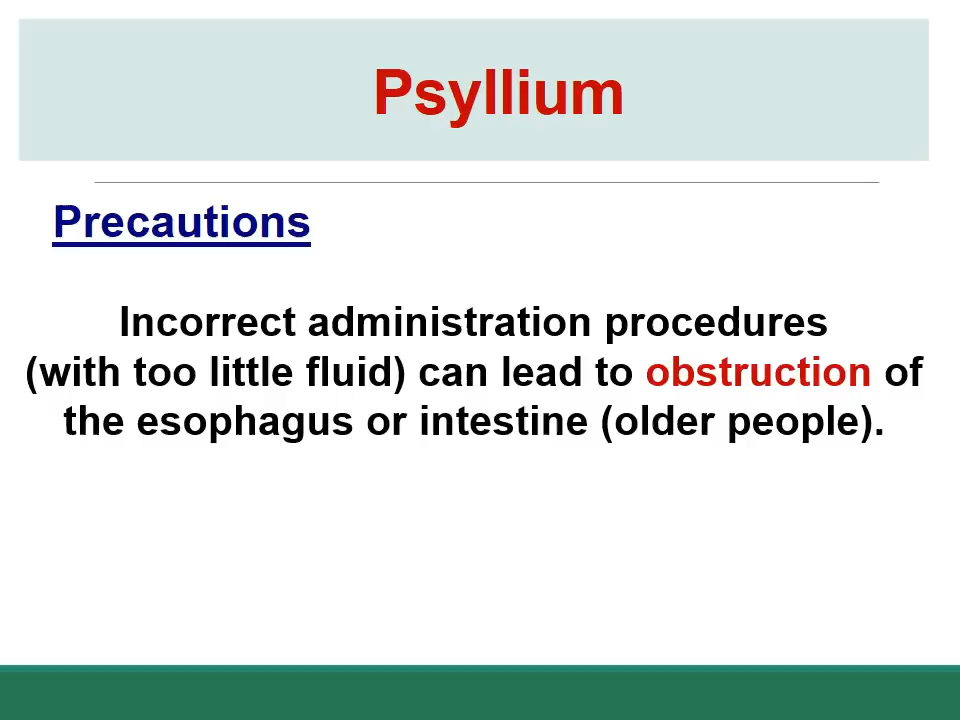 Psyllium
Precautions
Incorrect administration procedures
(with too little fluid) can lead to obstruction of
the esophagus or intestine (older people).